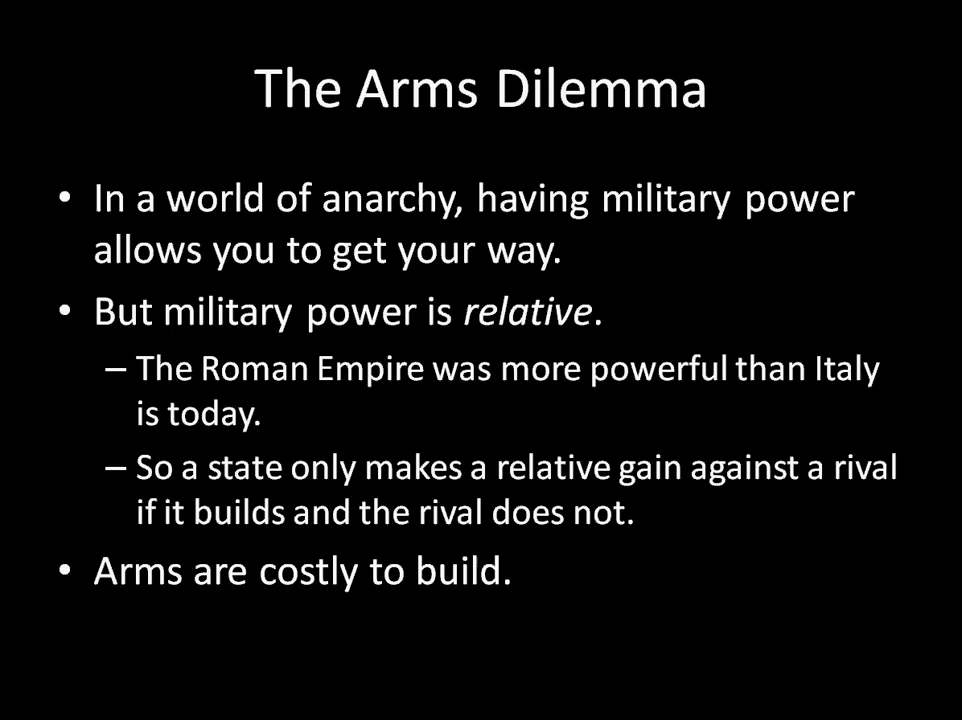 The Arms Dilemma
• In a world of anarchy, having military power
allows you to get your way.
• But military power is relative.
– The Roman Empire was more powerful than Italy
is today.
– So a state only makes a relative gain against a rival
if it builds and the rival does not.
• Arms are costly to build.